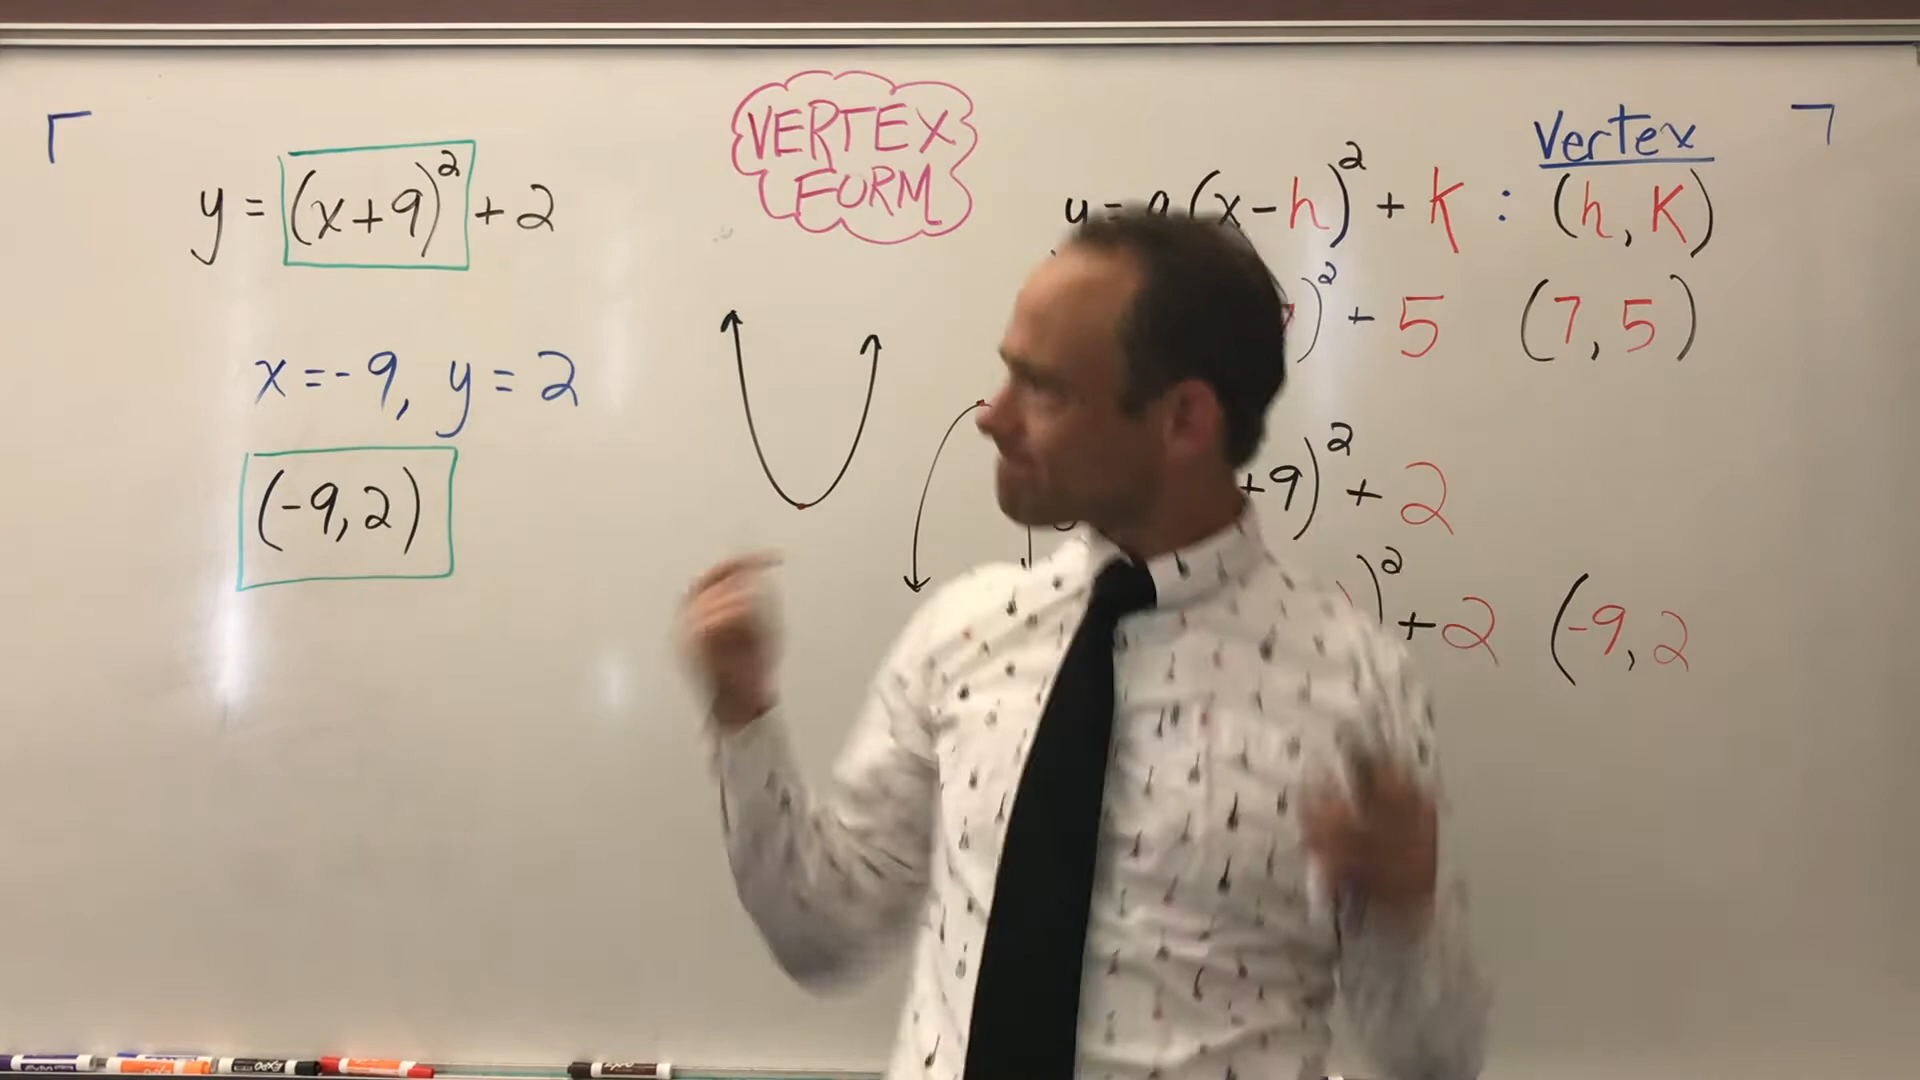 y = (x+9)² + 2
x = -9, y = 2
(-9, 2)
VERTEX
FORM
Vertex
y = a(x-h)² + k : (h, k)
)² + 5 (7, 5)
+9)² + 2
)² + 2 (-9, 2
EXPO